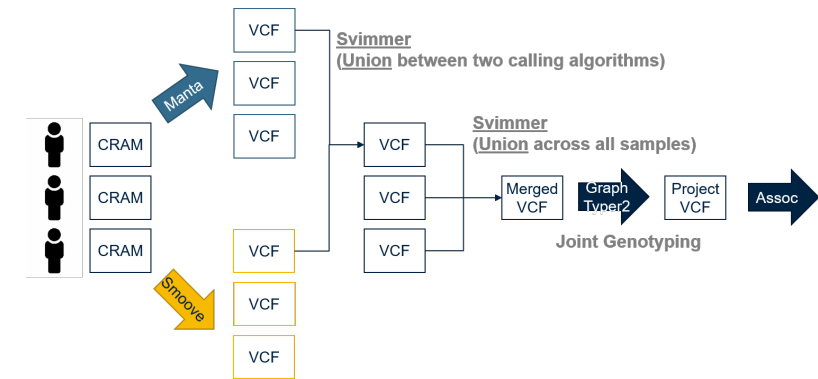 VCF
Svimmer
(Union between two calling algorithms)
Manta
VCF
VCF
Svimmer
(Union across all samples)
CRAM
VCF
CRAM
VCF
Merged
VCF
Graph
Typer2
Project
VCF
Assoc
CRAM
VCF
VCF
Joint Genotyping
Smoove
VCF
VCF